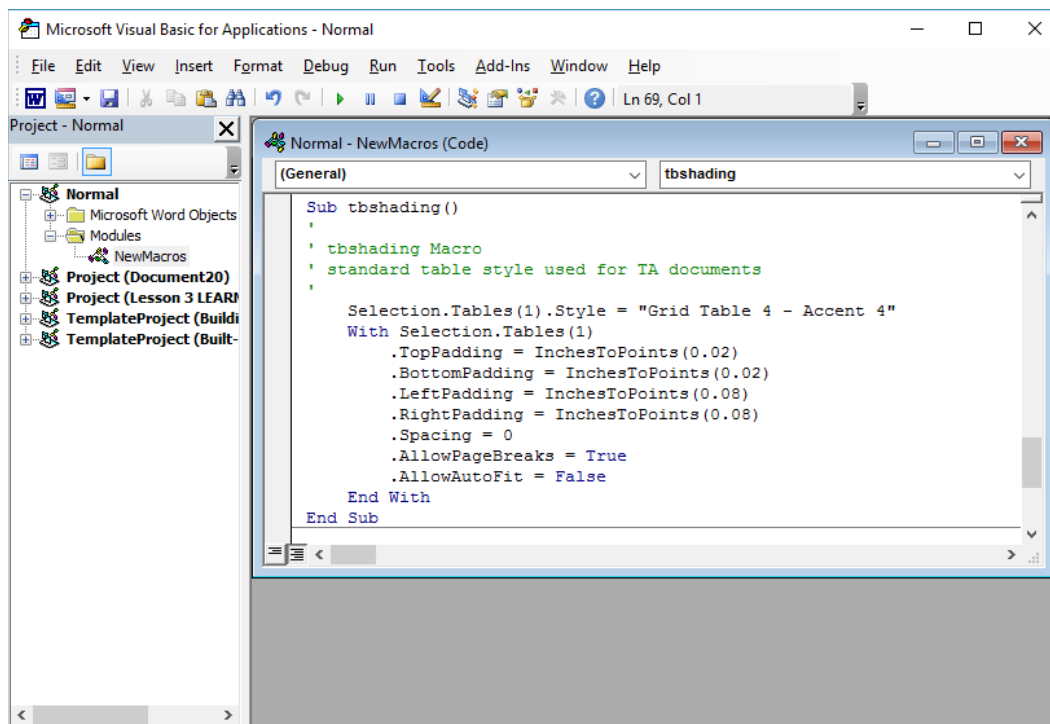 Microsoft Visual Basic for Applications - Normal
File Edit View Insert Format Debug Run Tools Add-Ins Window Help
Ln 69, Col 1
Project - Normal
Normal
Microsoft Word Objects
Modules
NewMacros
Project (Document20)
Project (Lesson 3 LEARN
TemplateProject (Buildi
TemplateProject (Built-
Normal - NewMacros (Code)
(General) tbshading
Sub tbshading()
'
' tbshading Macro
' standard table style used for TA documents
'
Selection.Tables(1).Style = "Grid Table 4 - Accent 4"
With Selection.Tables(1)
.TopPadding = InchesToPoints(0.02)
.BottomPadding = InchesToPoints(0.02)
.LeftPadding = InchesToPoints(0.08)
.RightPadding = InchesToPoints(0.08)
.Spacing = 0
.AllowPageBreaks = True
.AllowAutoFit = False
End With
End Sub